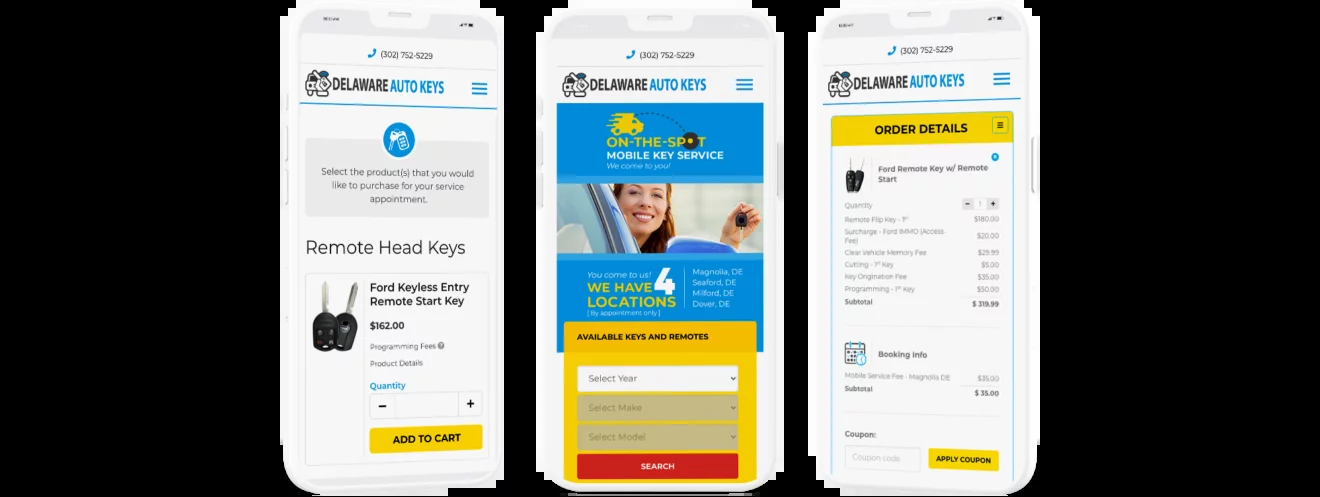 (302) 752-5229
DELAWARE AUTO KEYS
Select the product(s) that you would
like to purchase for your service
appointment.
Remote Head Keys
Ford Keyless Entry
Remote Start Key
$162.00
Programming Fees
Product Details
Quantity
− +
ADD TO CART
(302) 752-5229
DELAWARE AUTO KEYS
ON-THE-SPOT
MOBILE KEY SERVICE
We come to you!
You come to us!
WE HAVE 4
LOCATIONS
[ By appointment only ]
Magnolia, DE
Seaford, DE
Milford, DE
Dover, DE
AVAILABLE KEYS AND REMOTES
Select Year
Select Make
Select Model
SEARCH
(302) 752-5229
DELAWARE AUTO KEYS
ORDER DETAILS
Ford Remote Key w/ Remote
Start
Quantity − 1 +
Remote Flip Key - 1st $180.00
Surcharge - Ford IMMO (Access
Fee) $20.00
Clear Vehicle Memory Fee $29.99
Cutting - 1st Key $5.00
Key Origination Fee $35.00
Programming - 1st Key $50.00
Subtotal $ 319.99
Booking Info
Mobile Service Fee - Magnolia DE $35.00
Subtotal $ 35.00
Coupon:
Coupon code
APPLY COUPON